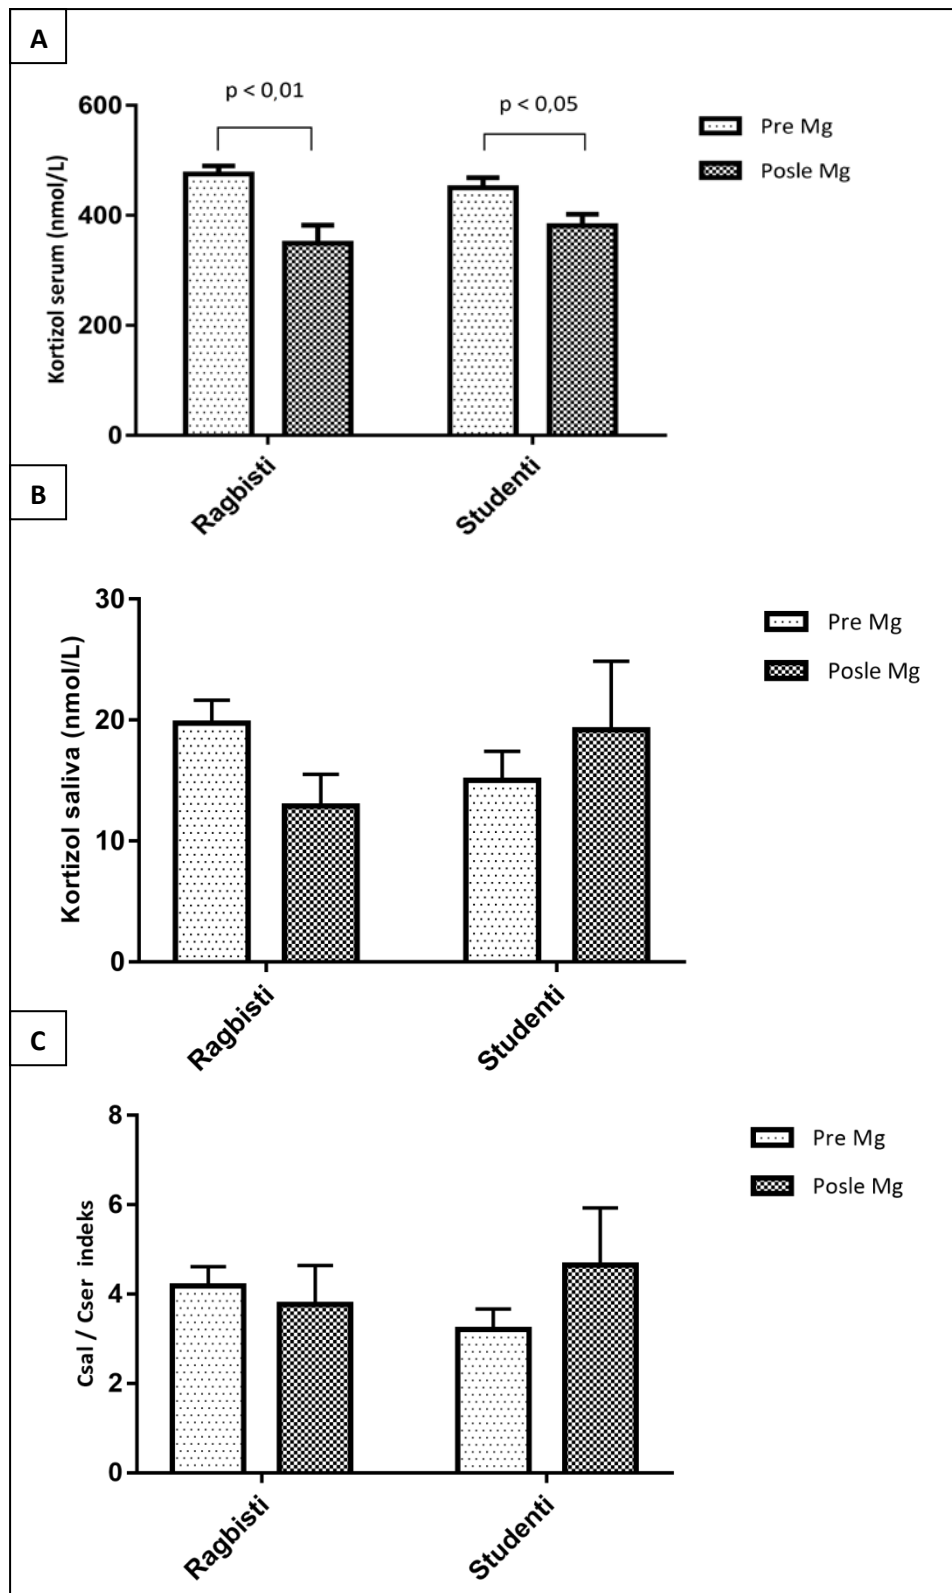 A
p < 0,01
p < 0,05
600
400
200
0
Kortizol serum (nmol/L)
Pre Mg
Posle Mg
Ragbisti
Studenti
B
30
20
10
0
Kortizol saliva (nmol/L)
Pre Mg
Posle Mg
Ragbisti
Studenti
C
8
6
4
2
0
Csal / Cser indeks
Pre Mg
Posle Mg
Ragbisti
Studenti